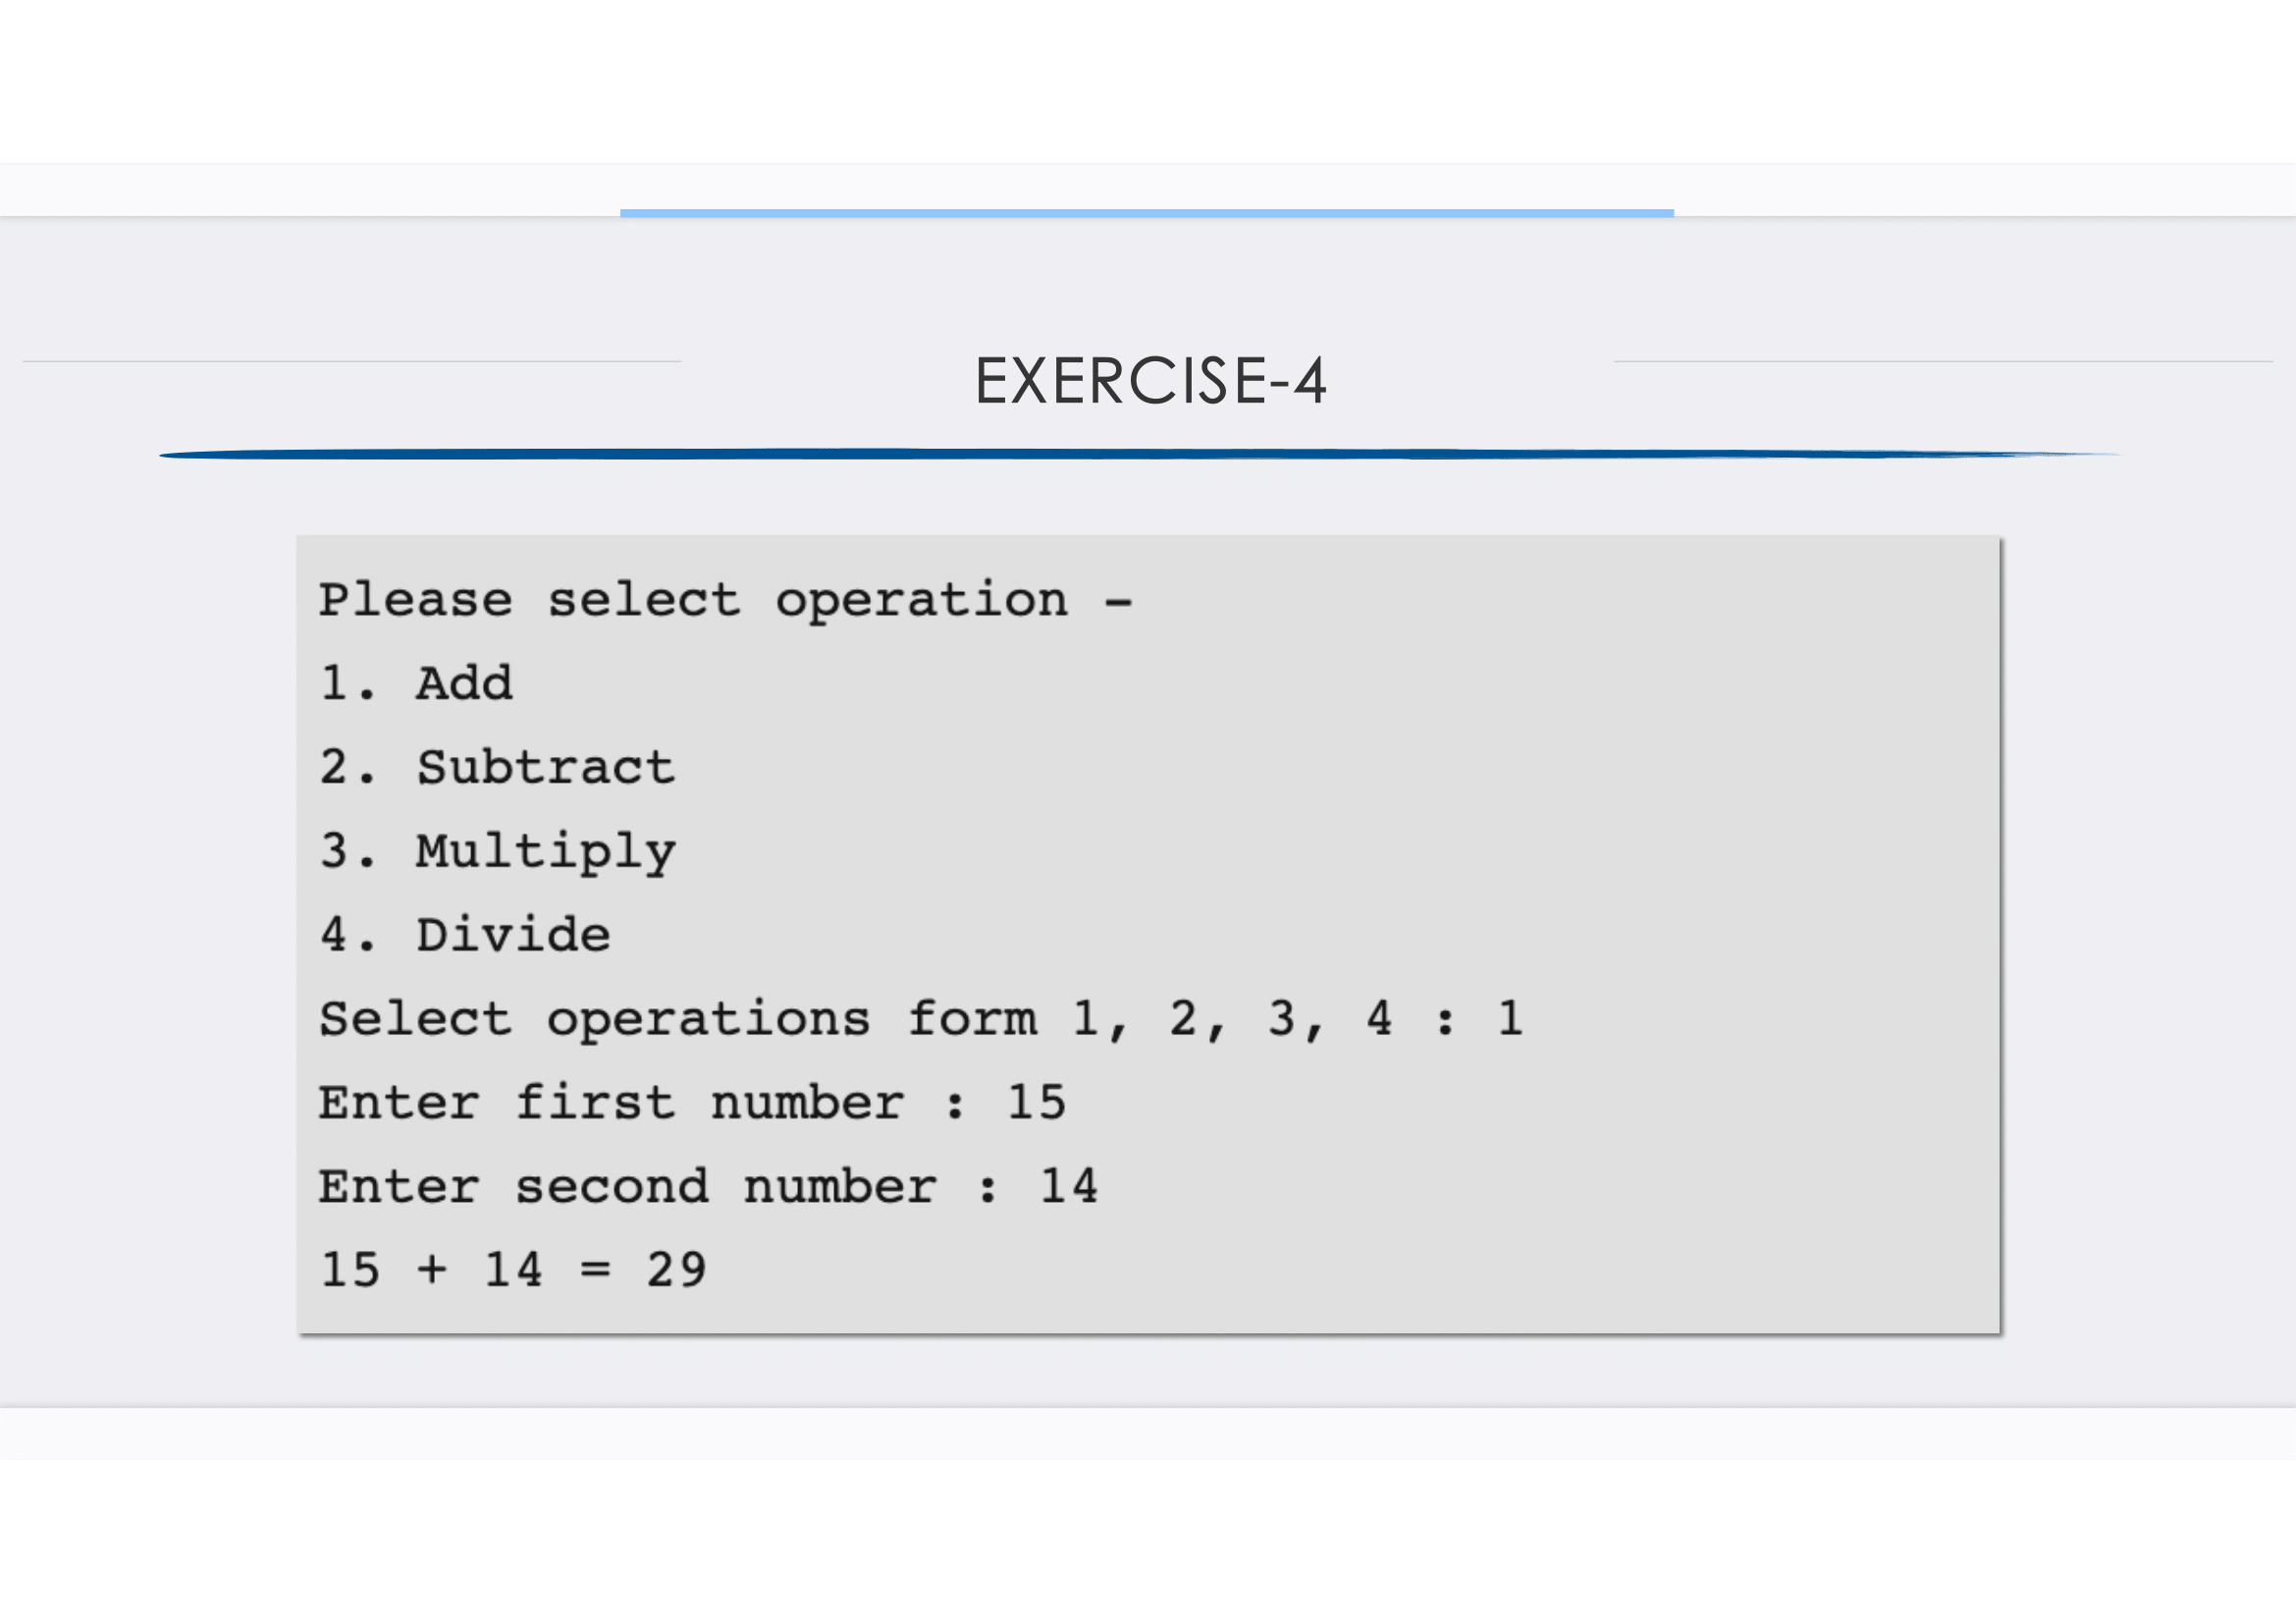 EXERCISE-4
Please select operation -
1. Add
2. Subtract
3. Multiply
4. Divide
Select operations form 1, 2, 3, 4 : 1
Enter first number : 15
Enter second number : 14
15 + 14 = 29